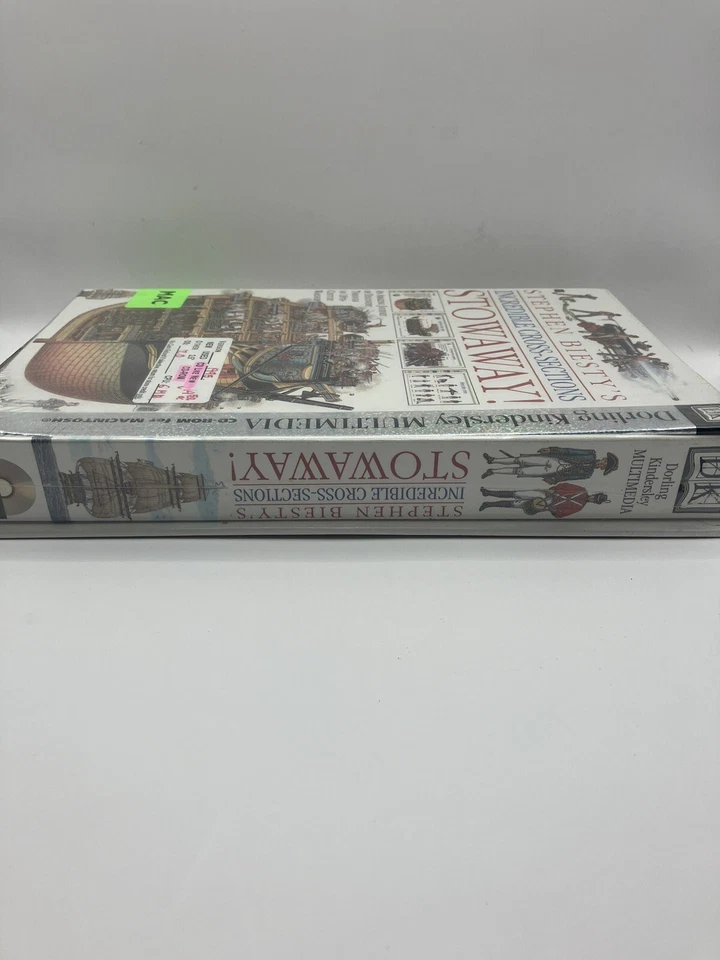 MAC
STEPHEN BIESTY'S
INCREDIBLE CROSS-SECTIONS
STOWAWAY!
Dorling Kindersley MULTIMEDIA
CD-ROM for MACINTOSH®
STEPHEN BIESTY'S
INCREDIBLE CROSS-SECTIONS
STOWAWAY!
Dorling
Kindersley
MULTIMEDIA
DK